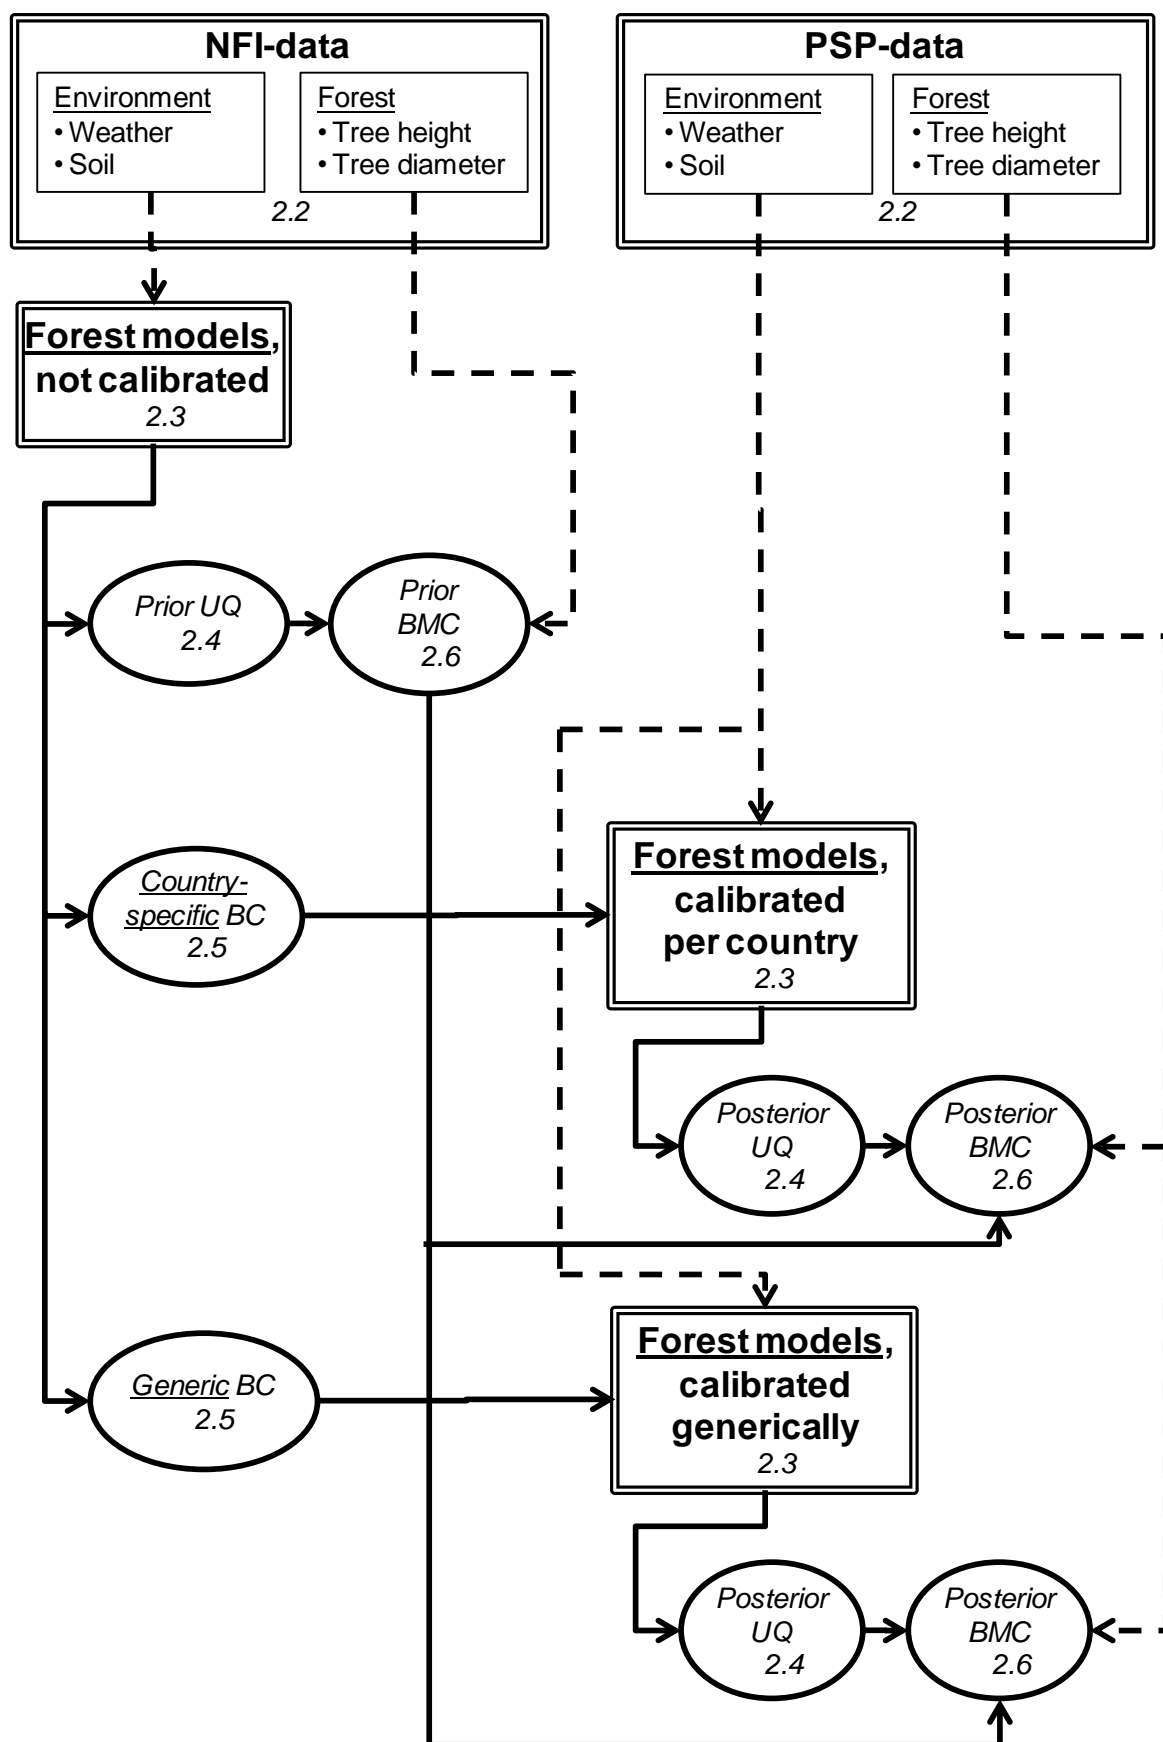 NFI-data
Environment
• Weather
• Soil
Forest
• Tree height
• Tree diameter
2.2
PSP-data
Environment
• Weather
• Soil
Forest
• Tree height
• Tree diameter
2.2
Forest models,
not calibrated
2.3
Prior UQ
2.4
Prior
BMC
2.6
Country-
specific BC
2.5
Forest models,
calibrated
per country
2.3
Posterior
UQ
2.4
Posterior
BMC
2.6
Generic BC
2.5
Forest models,
calibrated
generically
2.3
Posterior
UQ
2.4
Posterior
BMC
2.6